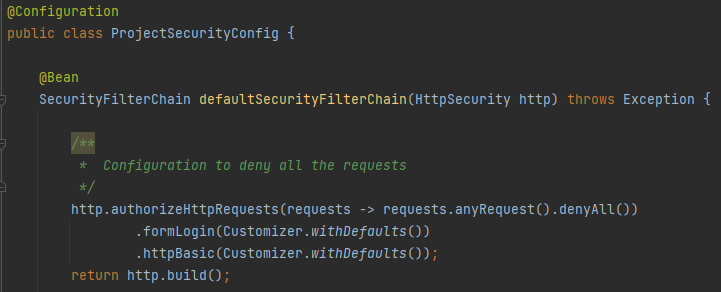 @Configuration
public class ProjectSecurityConfig {
@Bean
SecurityFilterChain defaultSecurityFilterChain(HttpSecurity http) throws Exception {
/**
* Configuration to deny all the requests
*/
http.authorizeHttpRequests(requests -> requests.anyRequest().denyAll())
.formLogin(Customizer.withDefaults())
.httpBasic(Customizer.withDefaults());
return http.build();